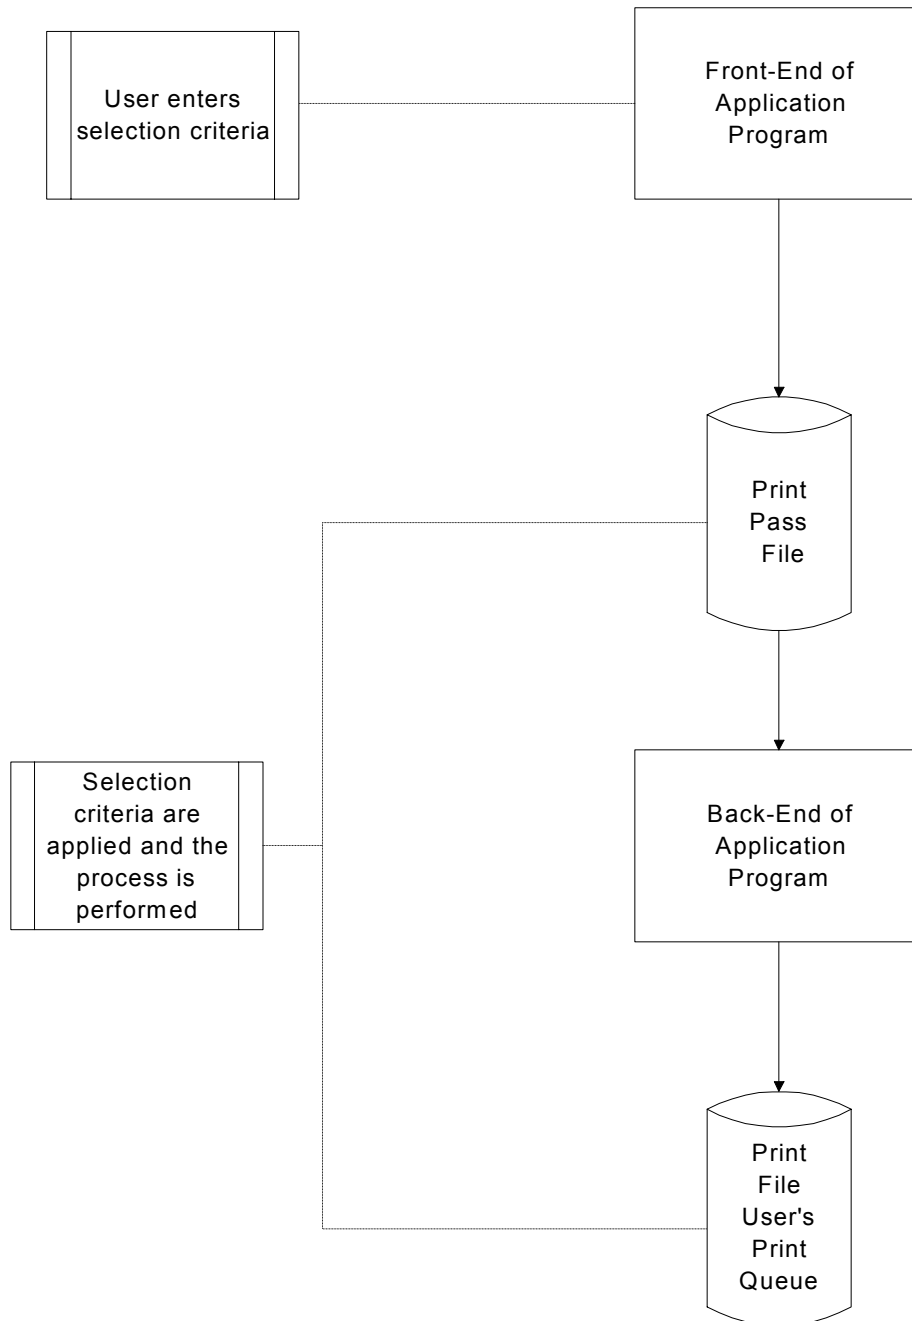 User enters
selection criteria
Front-End of
Application
Program
Print
Pass
File
Selection
criteria are
applied and the
process is
performed
Back-End of
Application
Program
Print
File
User's
Print
Queue